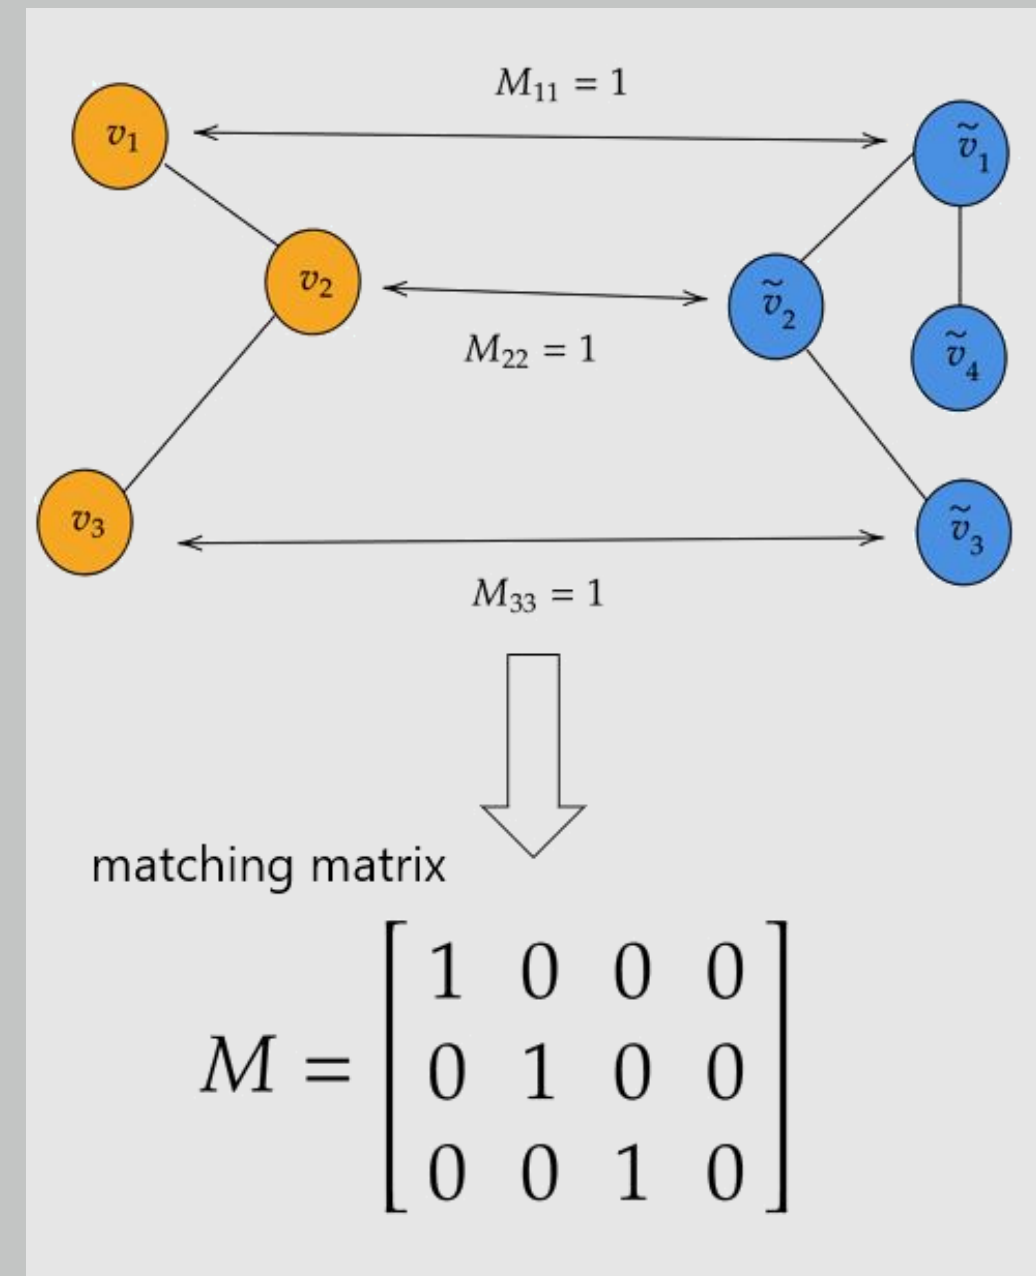 M₁₁ = 1
v₁
ṽ₁
v₂
ṽ₂
M₂₂ = 1
ṽ₄
v₃
ṽ₃
M₃₃ = 1
matching matrix
M = [ 1 0 0 0
0 1 0 0
0 0 1 0 ]